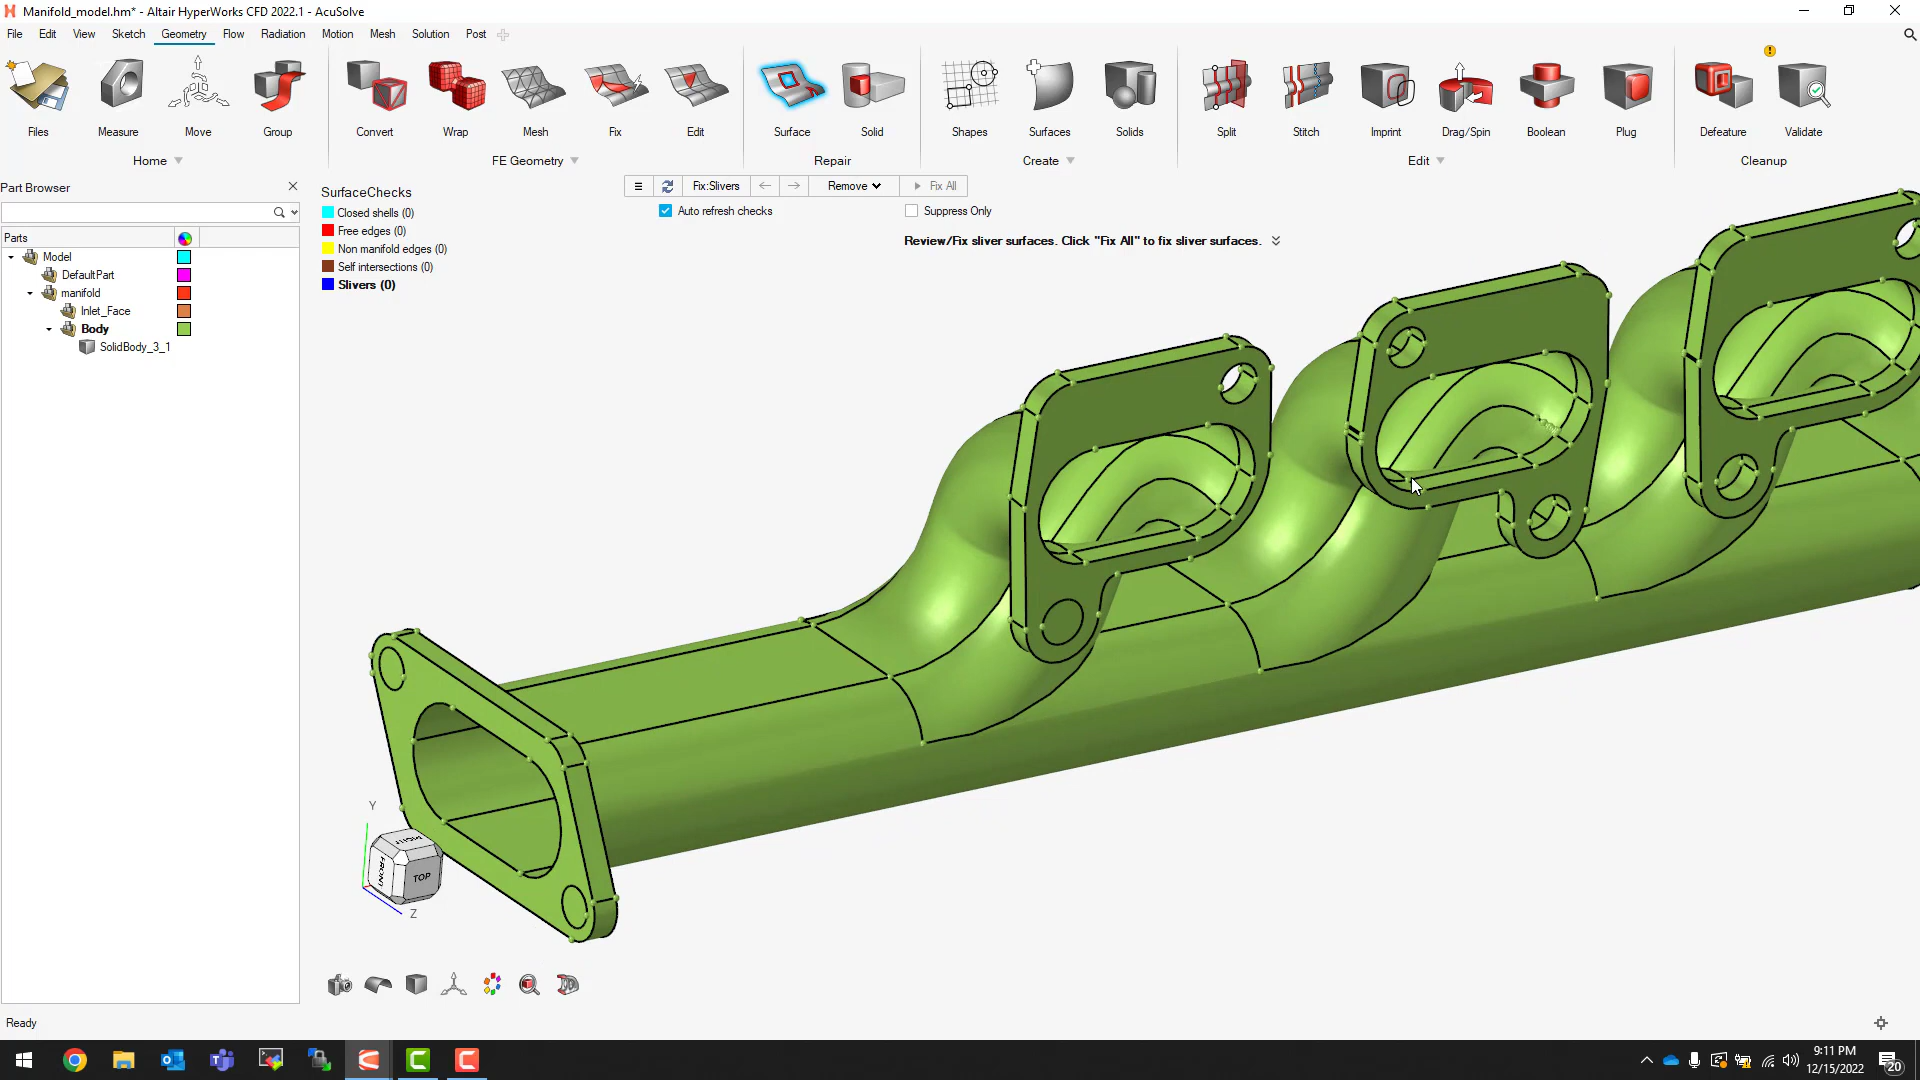 Manifold_model.hm* - Altair HyperWorks CFD 2022.1 - AcuSolve
File Edit View Sketch Geometry Flow Radiation Motion Mesh Solution Post
Files Measure Move Group Convert Wrap Mesh Fix Edit Surface Solid Shapes Surfaces Solids Split Stitch Imprint Drag/Spin Boolean Plug Defeature Validate
Home FE Geometry Repair Create Edit Cleanup
Part Browser
Parts
Model
DefaultPart
manifold
Inlet_Face
Body
SolidBody_3_1
SurfaceChecks
Closed shells (0)
Free edges (0)
Non manifold edges (0)
Self intersections (0)
Slivers (0)
Fix:Slivers Remove Fix All
Auto refresh checks Suppress Only
Review/Fix sliver surfaces. Click "Fix All" to fix sliver surfaces.
Y
RIGHT
FRONT
TOP
Z
Ready
9:11 PM
12/15/2022
20